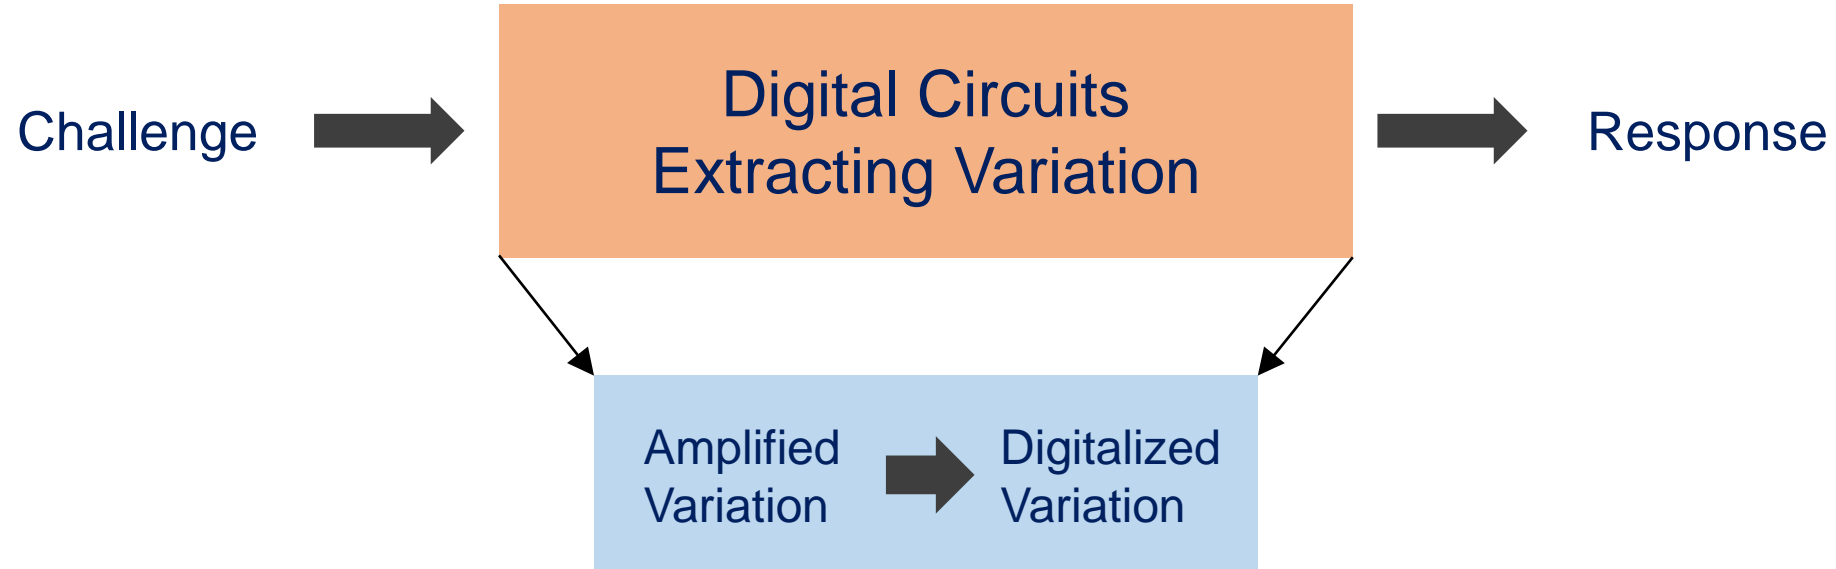 Challenge
Digital Circuits
Extracting Variation
Response
Amplified
Variation
Digitalized
Variation